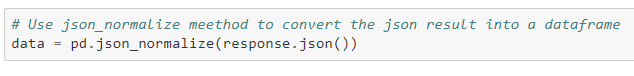 # Use json_normalize meethod to convert the json result into a dataframe
data = pd.json_normalize(response.json())